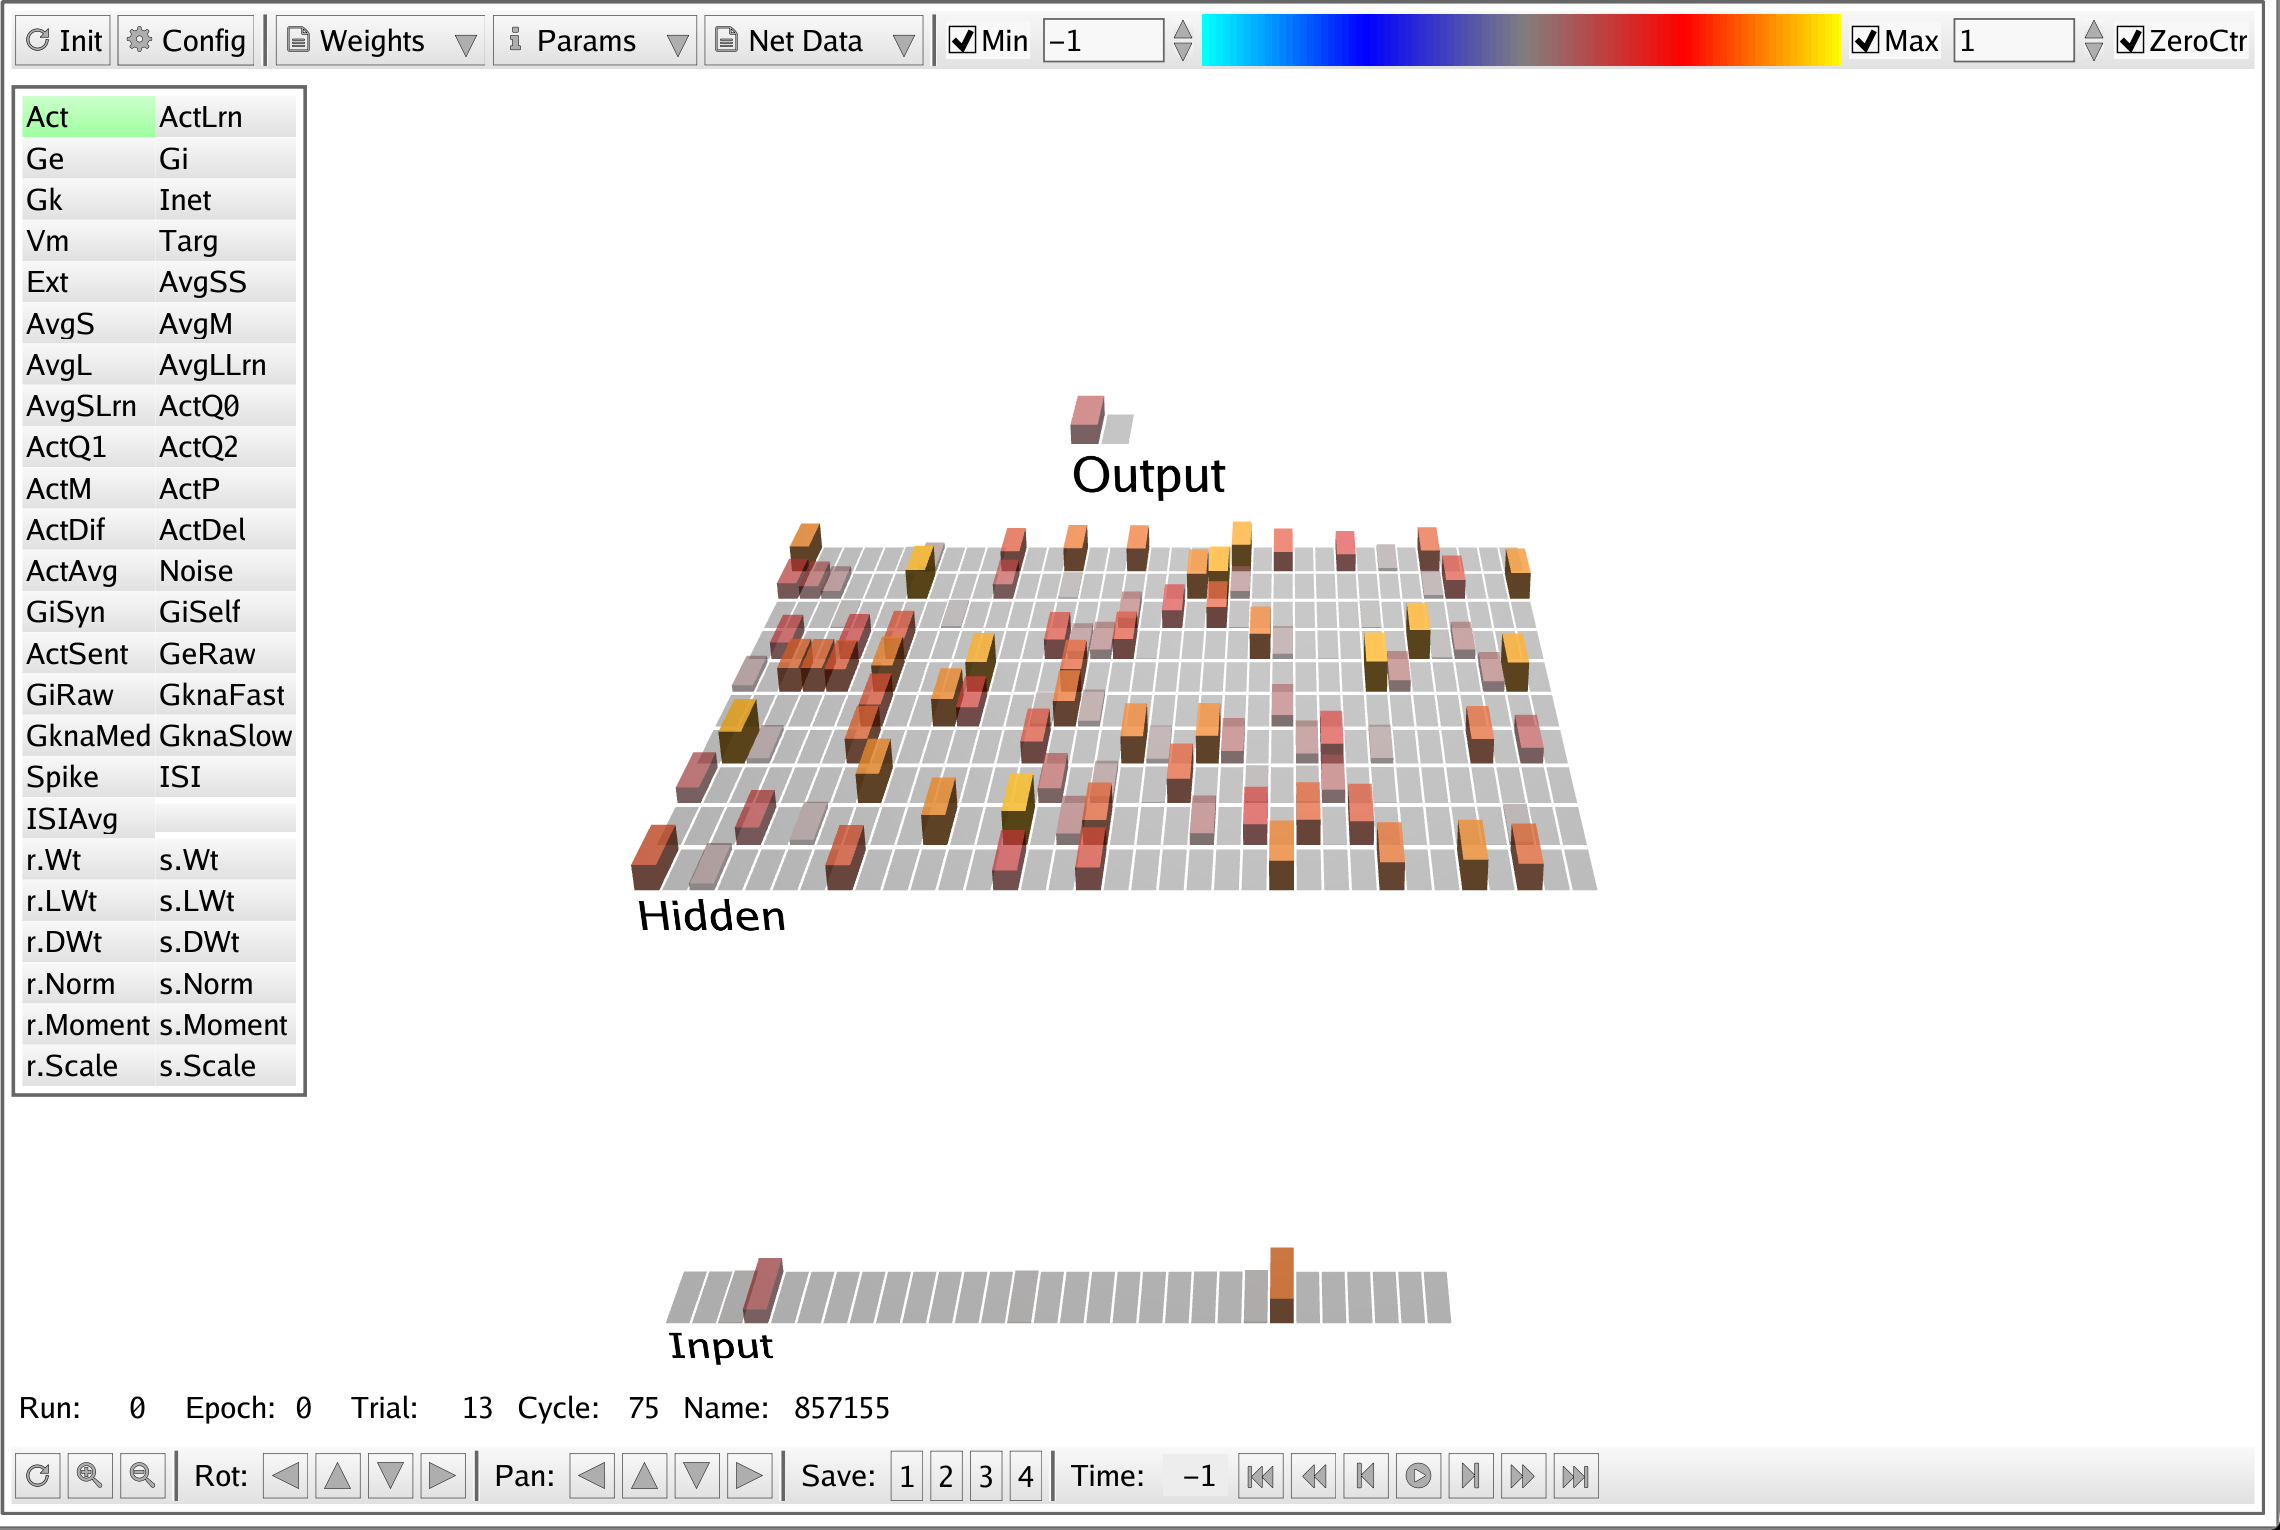 Init Config Weights Params Net Data Min -1 Max 1 ZeroCtr
Act ActLrn
Ge Gi
Gk Inet
Vm Targ
Ext AvgSS
AvgS AvgM
AvgL AvgLLrn
AvgSLrn ActQ0
ActQ1 ActQ2
ActM ActP
ActDif ActDel
ActAvg Noise
GiSyn GiSelf
ActSent GeRaw
GiRaw GknaFast
GknaMed GknaSlow
Spike ISI
ISIAvg
r.Wt s.Wt
r.LWt s.LWt
r.DWt s.DWt
r.Norm s.Norm
r.Moment s.Moment
r.Scale s.Scale
Output
Hidden
Input
Run: 0 Epoch: 0 Trial: 13 Cycle: 75 Name: 857155
Rot: Pan: Save: 1 2 3 4 Time: -1